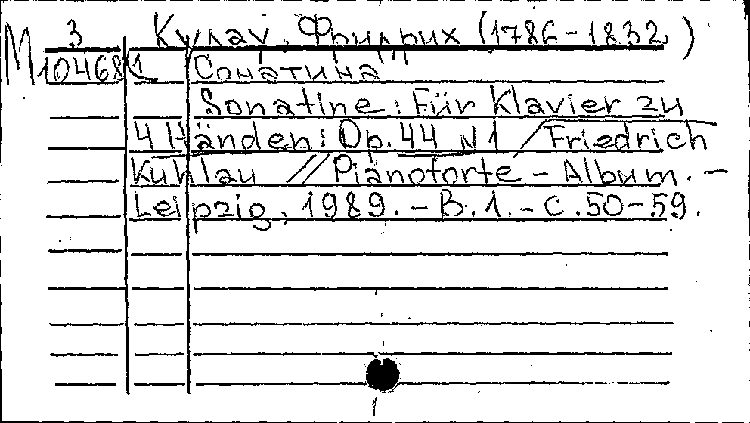 3 Кулау, Фридрих (1786-1832)
М 10468/1 Сонатина
Sonatine: Für Klavier zu
4 Händen: Op. 44 N1 / Friedrich
Kuhlau // Pianoforte - Album. -
Leipzig, 1989. - B. 1. - С. 50-59.